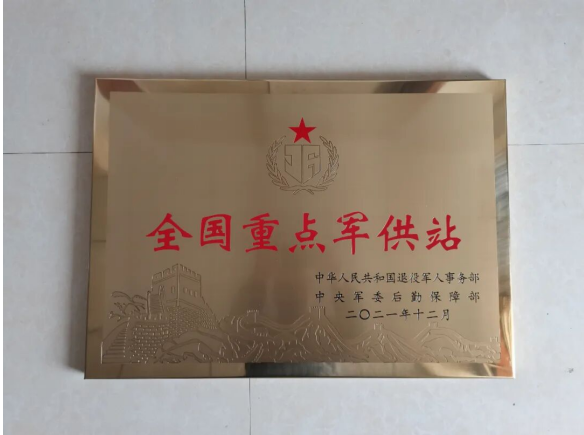 全国重点军供站
中华人民共和国退役军人事务部
中央军委后勤保障部
二〇二一年十二月